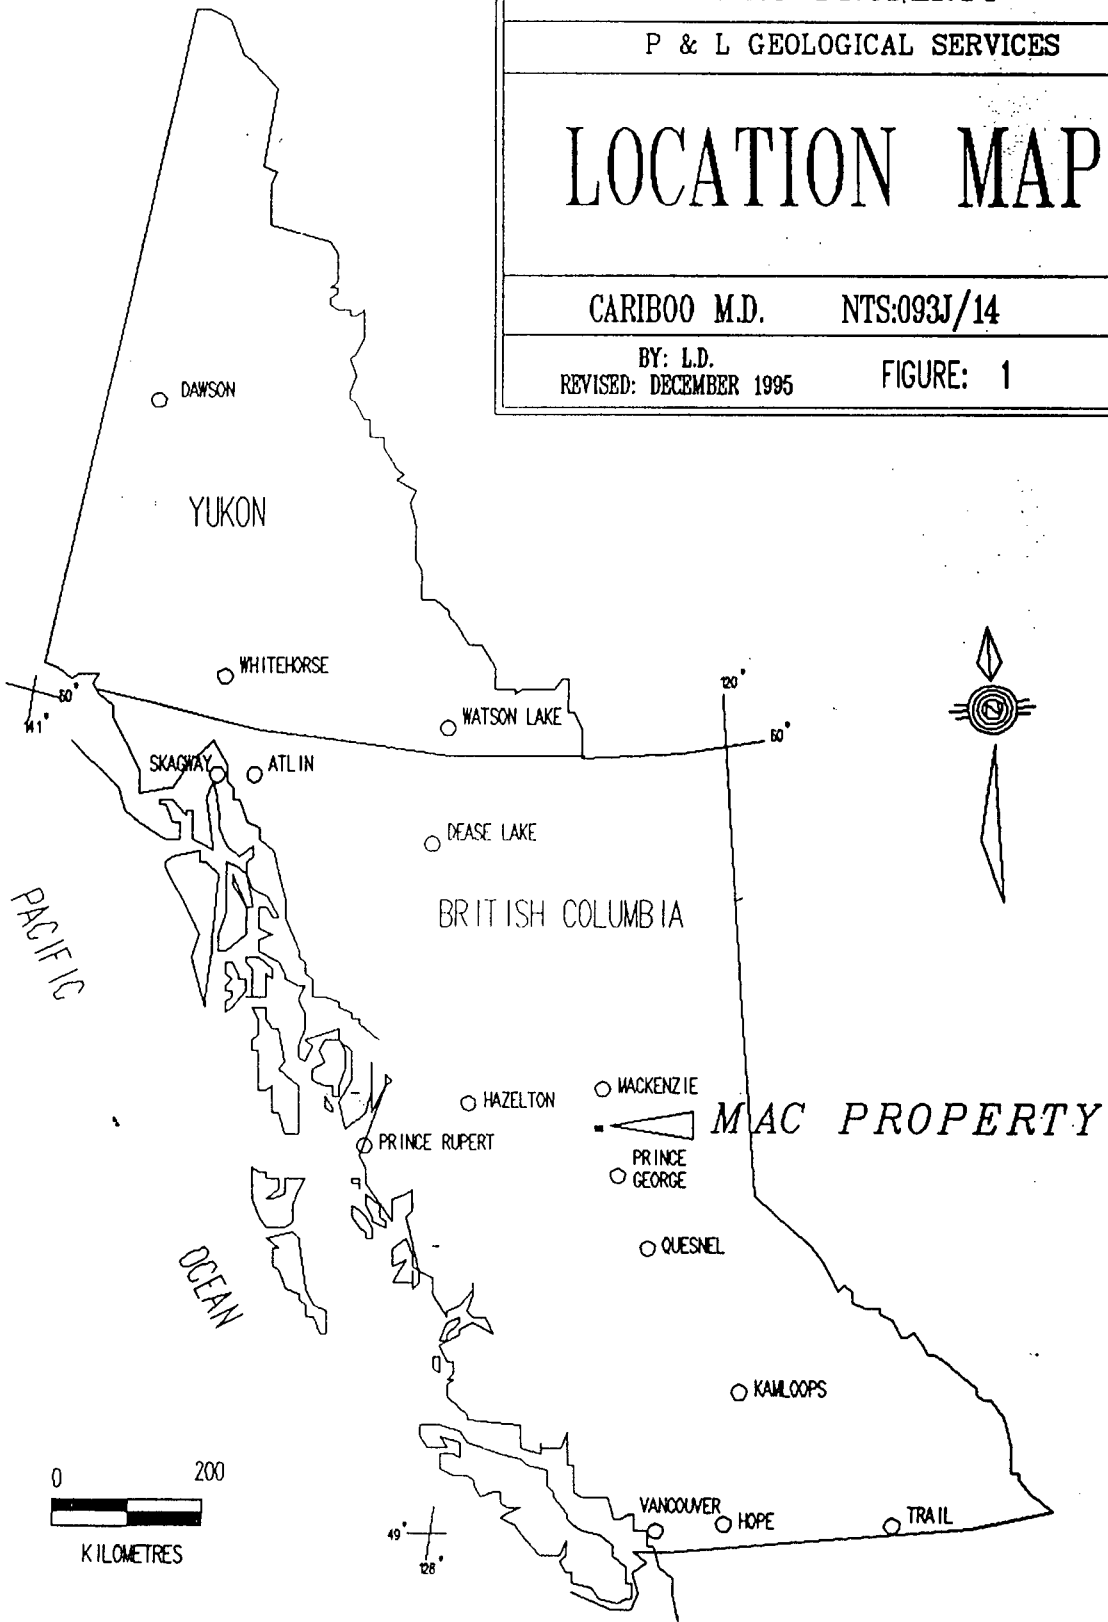 P & L GEOLOGICAL SERVICES
LOCATION MAP
CARIBOO M.D. NTS:093J/14
BY: L.D.
REVISED: DECEMBER 1995
FIGURE: 1
DAWSON
YUKON
WHITEHORSE
60°
141°
WATSON LAKE
120°
60°
N
SKAGWAY
ATLIN
DEASE LAKE
BRITISH COLUMBIA
PACIFIC
MACKENZIE
HAZELTON
MAC PROPERTY
PRINCE RUPERT
PRINCE
GEORGE
QUESNEL
OCEAN
KAMLOOPS
0 200
KILOMETRES
VANCOUVER
HOPE
TRAIL
49°
128°